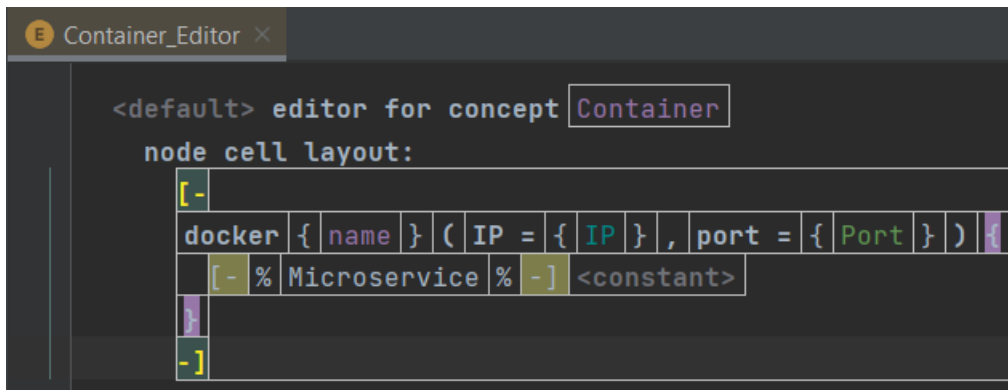 E Container_Editor ×
<default> editor for concept Container
node cell layout:
[-
docker { name } ( IP = { IP } , port = { Port } ) {
[- % Microservice % -] <constant>
}
-]